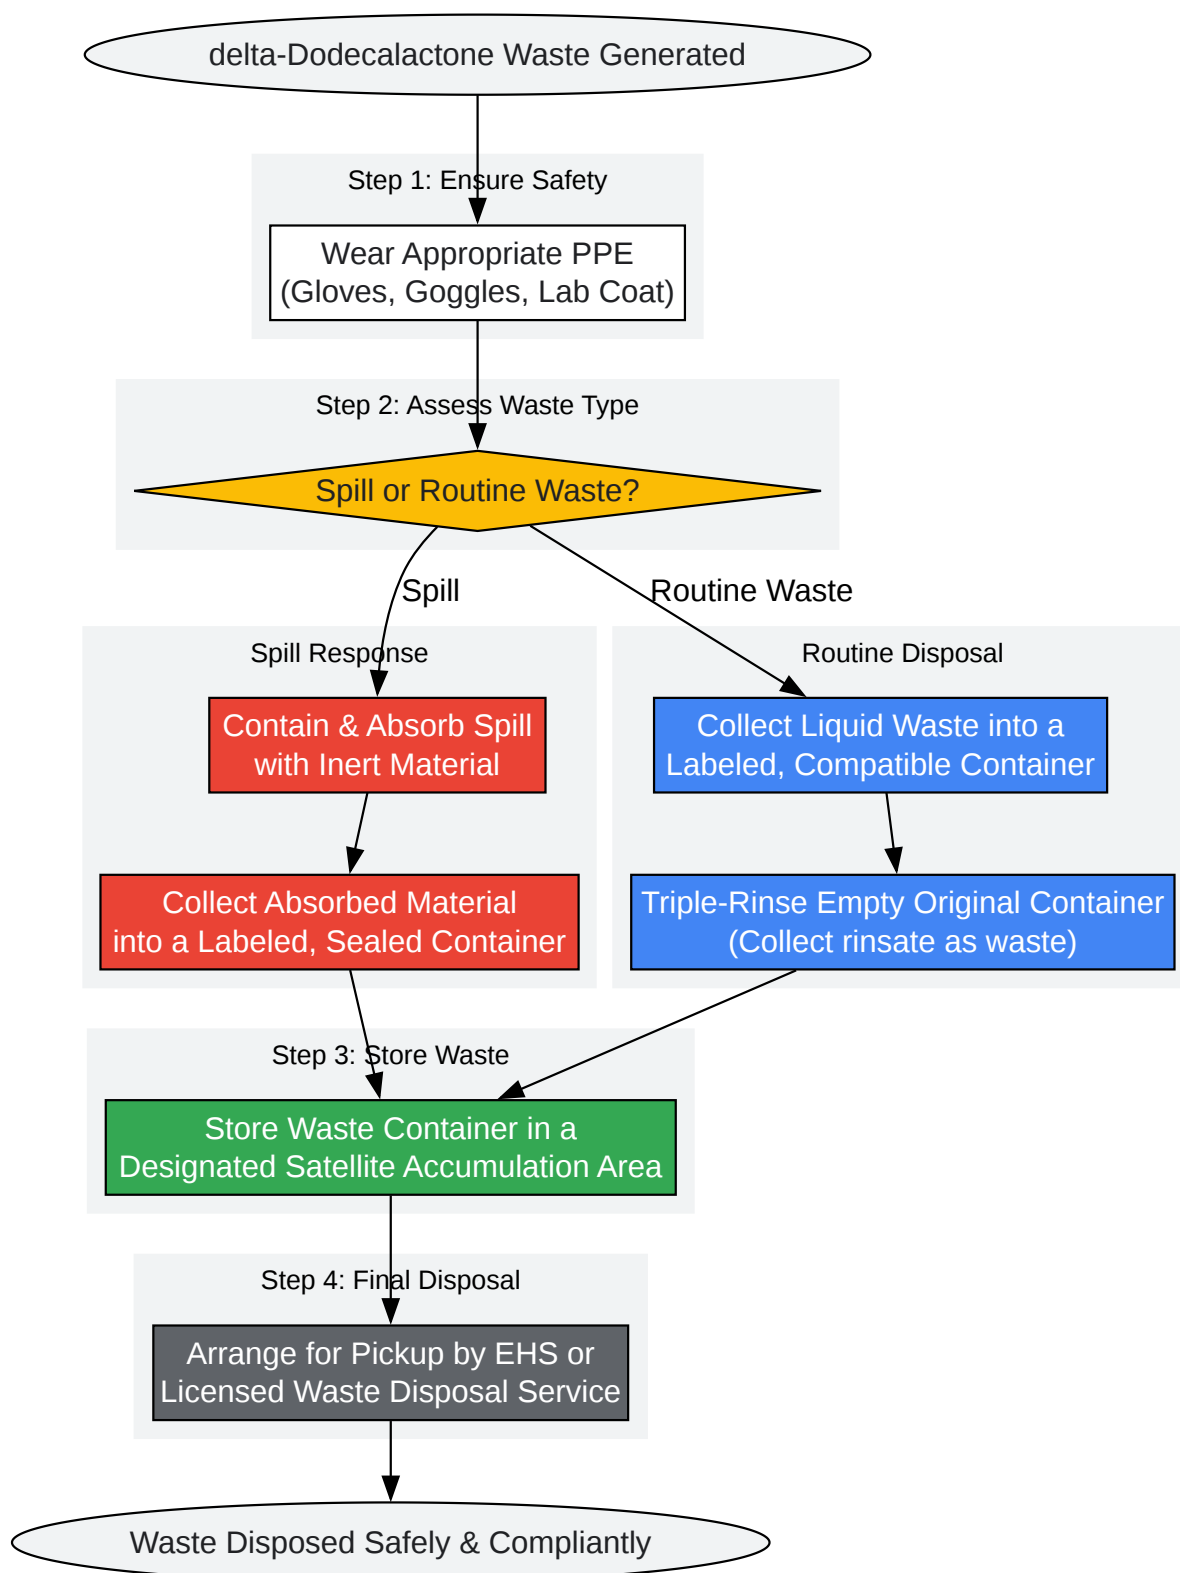 delta-Dodecalactone Waste Generated
Step 1: Ensure Safety
Wear Appropriate PPE
(Gloves, Goggles, Lab Coat)
Step 2: Assess Waste Type
Spill or Routine Waste?
Spill
Routine Waste
Spill Response
Contain & Absorb Spill
with Inert Material
Collect Absorbed Material
into a Labeled, Sealed Container
Routine Disposal
Collect Liquid Waste into a
Labeled, Compatible Container
Triple-Rinse Empty Original Container
(Collect rinsate as waste)
Step 3: Store Waste
Store Waste Container in a
Designated Satellite Accumulation Area
Step 4: Final Disposal
Arrange for Pickup by EHS or
Licensed Waste Disposal Service
Waste Disposed Safely & Compliantly